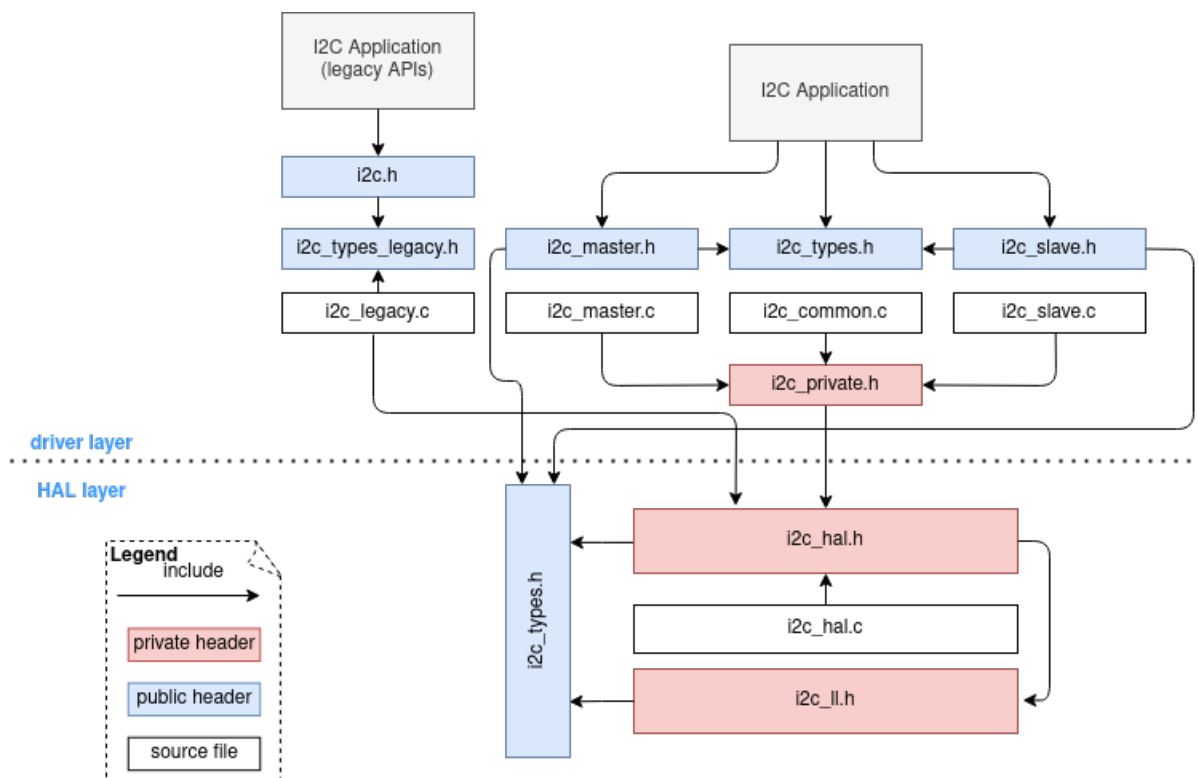 I2C Application
(legacy APIs)
I2C Application
i2c.h
i2c_types_legacy.h
i2c_master.h
i2c_types.h
i2c_slave.h
i2c_legacy.c
i2c_master.c
i2c_common.c
i2c_slave.c
i2c_private.h
driver layer
HAL layer
i2c_types.h
i2c_hal.h
i2c_hal.c
i2c_ll.h
Legend
include
private header
public header
source file